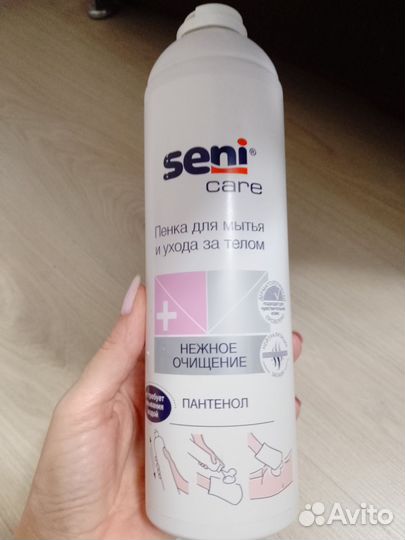 seni®
care
Пенка для мытья
и ухода за телом
НЕЖНОЕ
ОЧИЩЕНИЕ
ПАНТЕНОЛ
Avito